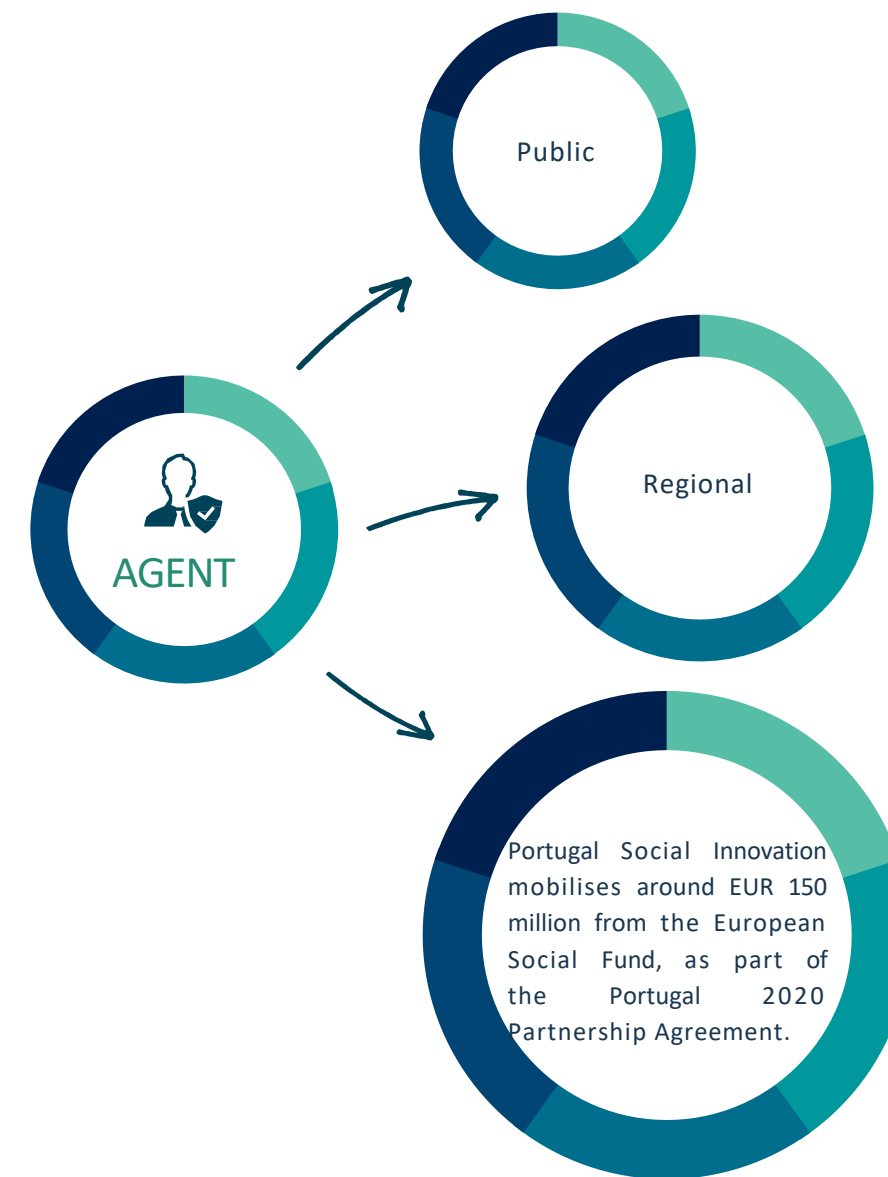 Public
Regional
AGENT
Portugal Social Innovation
mobilises around EUR 150
million from the European
Social Fund, as part of
the Portugal 2020
Partnership Agreement.